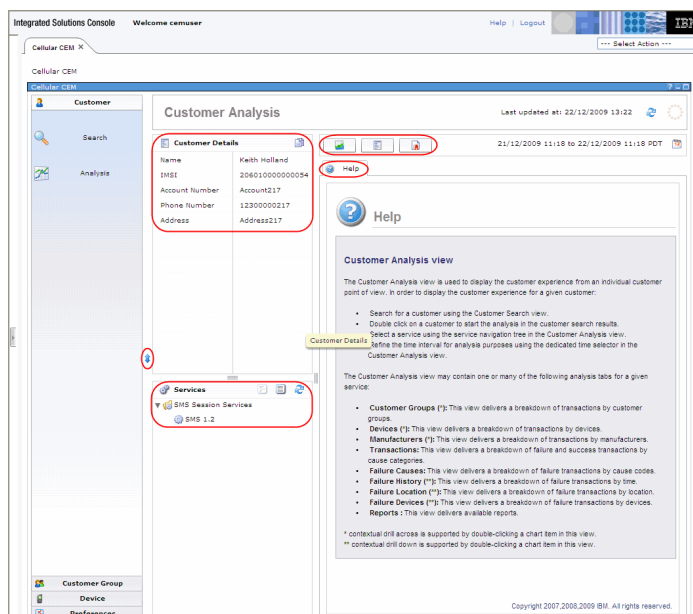 Integrated Solutions Console Welcome cemuser Help | Logout IBM
Cellular CEM × --- Select Action ---
Cellular CEM
Cellular CEM
Customer
Search
Analysis
Customer Analysis
Last updated at: 22/12/2009 13:22
Customer Details
Name Keith Holland
IMSI 206010000000054
Account Number Account217
Phone Number 12300000217
Address Address217
21/12/2009 11:18 to 22/12/2009 11:18 PDT
Help
Help
Customer Analysis view
The Customer Analysis view is used to display the customer experience from an individual customer
point of view. In order to display the customer experience for a given customer:
• Search for a customer using the Customer Search view.
• Double click on a customer to start the analysis in the customer search results.
Select a service using the service navigation tree in the Customer Analysis view.
Refine the time interval for analysis purposes using the dedicated time selector in the
Customer Analysis view.
Customer Details
The Customer Analysis view may contain one or many of the following analysis tabs for a given
service:
• Customer Groups (*): This view delivers a breakdown of transactions by customer
groups.
• Devices (*): This view delivers a breakdown of transactions by devices.
• Manufacturers (*): This view delivers a breakdown of transactions by manufacturers.
• Transactions: This view delivers a breakdown of failure and success transactions by
cause categories.
• Failure Causes: This view delivers a breakdown of failure transactions by cause codes.
• Failure History (**): This view delivers a breakdown of failure transactions by time.
• Failure Location (**): This view delivers a breakdown of failure transactions by location.
• Failure Devices (**): This view delivers a breakdown of failure transactions by devices.
• Reports : This view delivers available reports.
* contextual drill across is supported by double-clicking a chart item in this view.
** contextual drill down is supported by double-clicking a chart item in this view.
Copyright 2007,2008,2009 IBM. All rights reserved.
Services
SMS Session Services
SMS 1.2
Customer Group
Device
Preferences